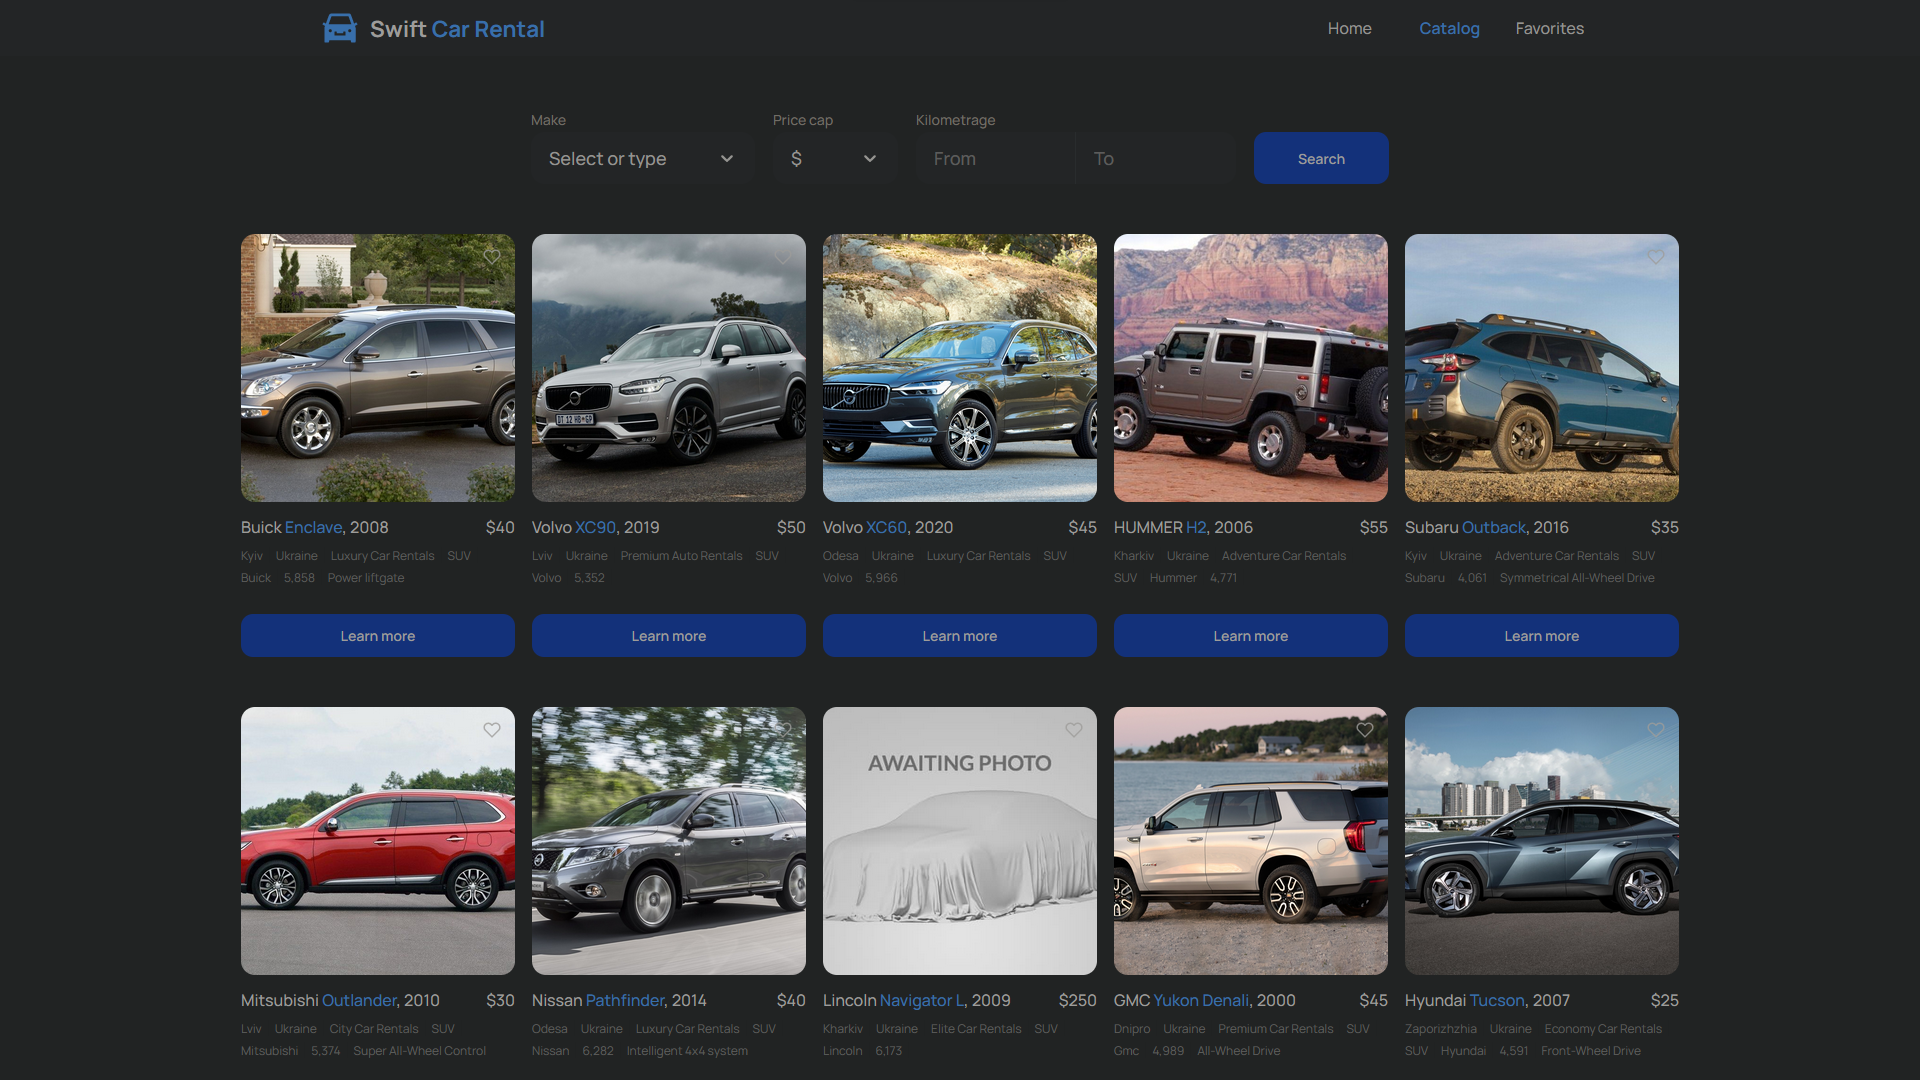 Swift Car Rental
Home Catalog Favorites
Make Price cap Kilometrage
Select or type $ From To Search
Buick Enclave, 2008 $40
Kyiv Ukraine Luxury Car Rentals SUV
Buick 5,858 Power liftgate
Learn more
Volvo XC90, 2019 $50
Lviv Ukraine Premium Auto Rentals SUV
Volvo 5,352
Learn more
Volvo XC60, 2020 $45
Odesa Ukraine Luxury Car Rentals SUV
Volvo 5,966
Learn more
HUMMER H2, 2006 $55
Kharkiv Ukraine Adventure Car Rentals
SUV Hummer 4,771
Learn more
Subaru Outback, 2016 $35
Kyiv Ukraine Adventure Car Rentals SUV
Subaru 4,061 Symmetrical All-Wheel Drive
Learn more
Mitsubishi Outlander, 2010 $30
Lviv Ukraine City Car Rentals SUV
Mitsubishi 5,374 Super All-Wheel Control
Nissan Pathfinder, 2014 $40
Odesa Ukraine Luxury Car Rentals SUV
Nissan 6,282 Intelligent 4x4 system
AWAITING PHOTO
Lincoln Navigator L, 2009 $250
Kharkiv Ukraine Elite Car Rentals SUV
Lincoln 6,173
GMC Yukon Denali, 2000 $45
Dnipro Ukraine Premium Car Rentals SUV
Gmc 4,989 All-Wheel Drive
Hyundai Tucson, 2007 $25
Zaporizhzhia Ukraine Economy Car Rentals
SUV Hyundai 4,591 Front-Wheel Drive